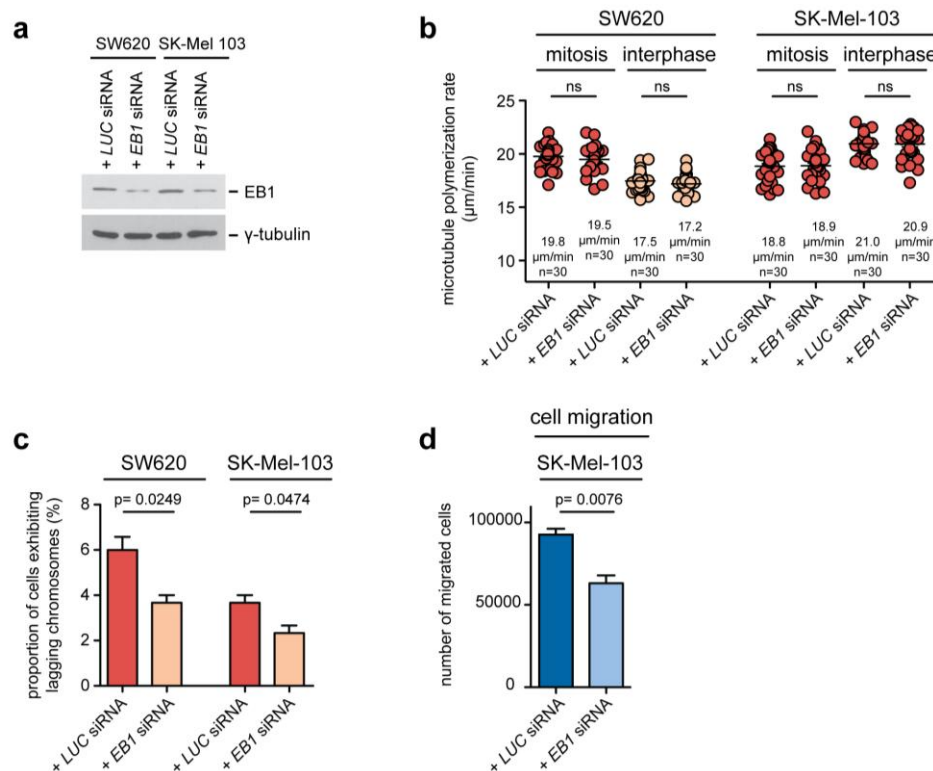 a
SW620 SK-Mel 103
+ LUC siRNA
+ EB1 siRNA
+ LUC siRNA
+ EB1 siRNA
EB1
γ-tubulin
b
SW620 SK-Mel-103
mitosis interphase mitosis interphase
ns ns ns ns
microtubule polymerization rate
(µm/min)
25
20
15
10
19.8
µm/min
n=30
19.5
µm/min
n=30
17.5
µm/min
n=30
17.2
µm/min
n=30
18.8
µm/min
n=30
18.9
µm/min
n=30
21.0
µm/min
n=30
20.9
µm/min
n=30
+ LUC siRNA
+ EB1 siRNA
+ LUC siRNA
+ EB1 siRNA
+ LUC siRNA
+ EB1 siRNA
+ LUC siRNA
+ EB1 siRNA
c
SW620 SK-Mel-103
p= 0.0249 p= 0.0474
proportion of cells exhibiting
lagging chromosomes (%)
8
6
4
2
0
+ LUC siRNA
+ EB1 siRNA
+ LUC siRNA
+ EB1 siRNA
d
cell migration
SK-Mel-103
p= 0.0076
number of migrated cells
100000
50000
0
+ LUC siRNA
+ EB1 siRNA